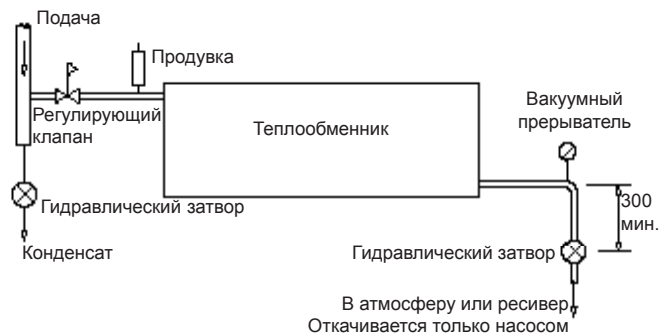 Подача
Продувка
Регулирующий
клапан
Теплообменник
Вакуумный
прерыватель
Гидравлический затвор
Конденсат
300
мин.
Гидравлический затвор
В атмосферу или ресивер
Откачивается только насосом